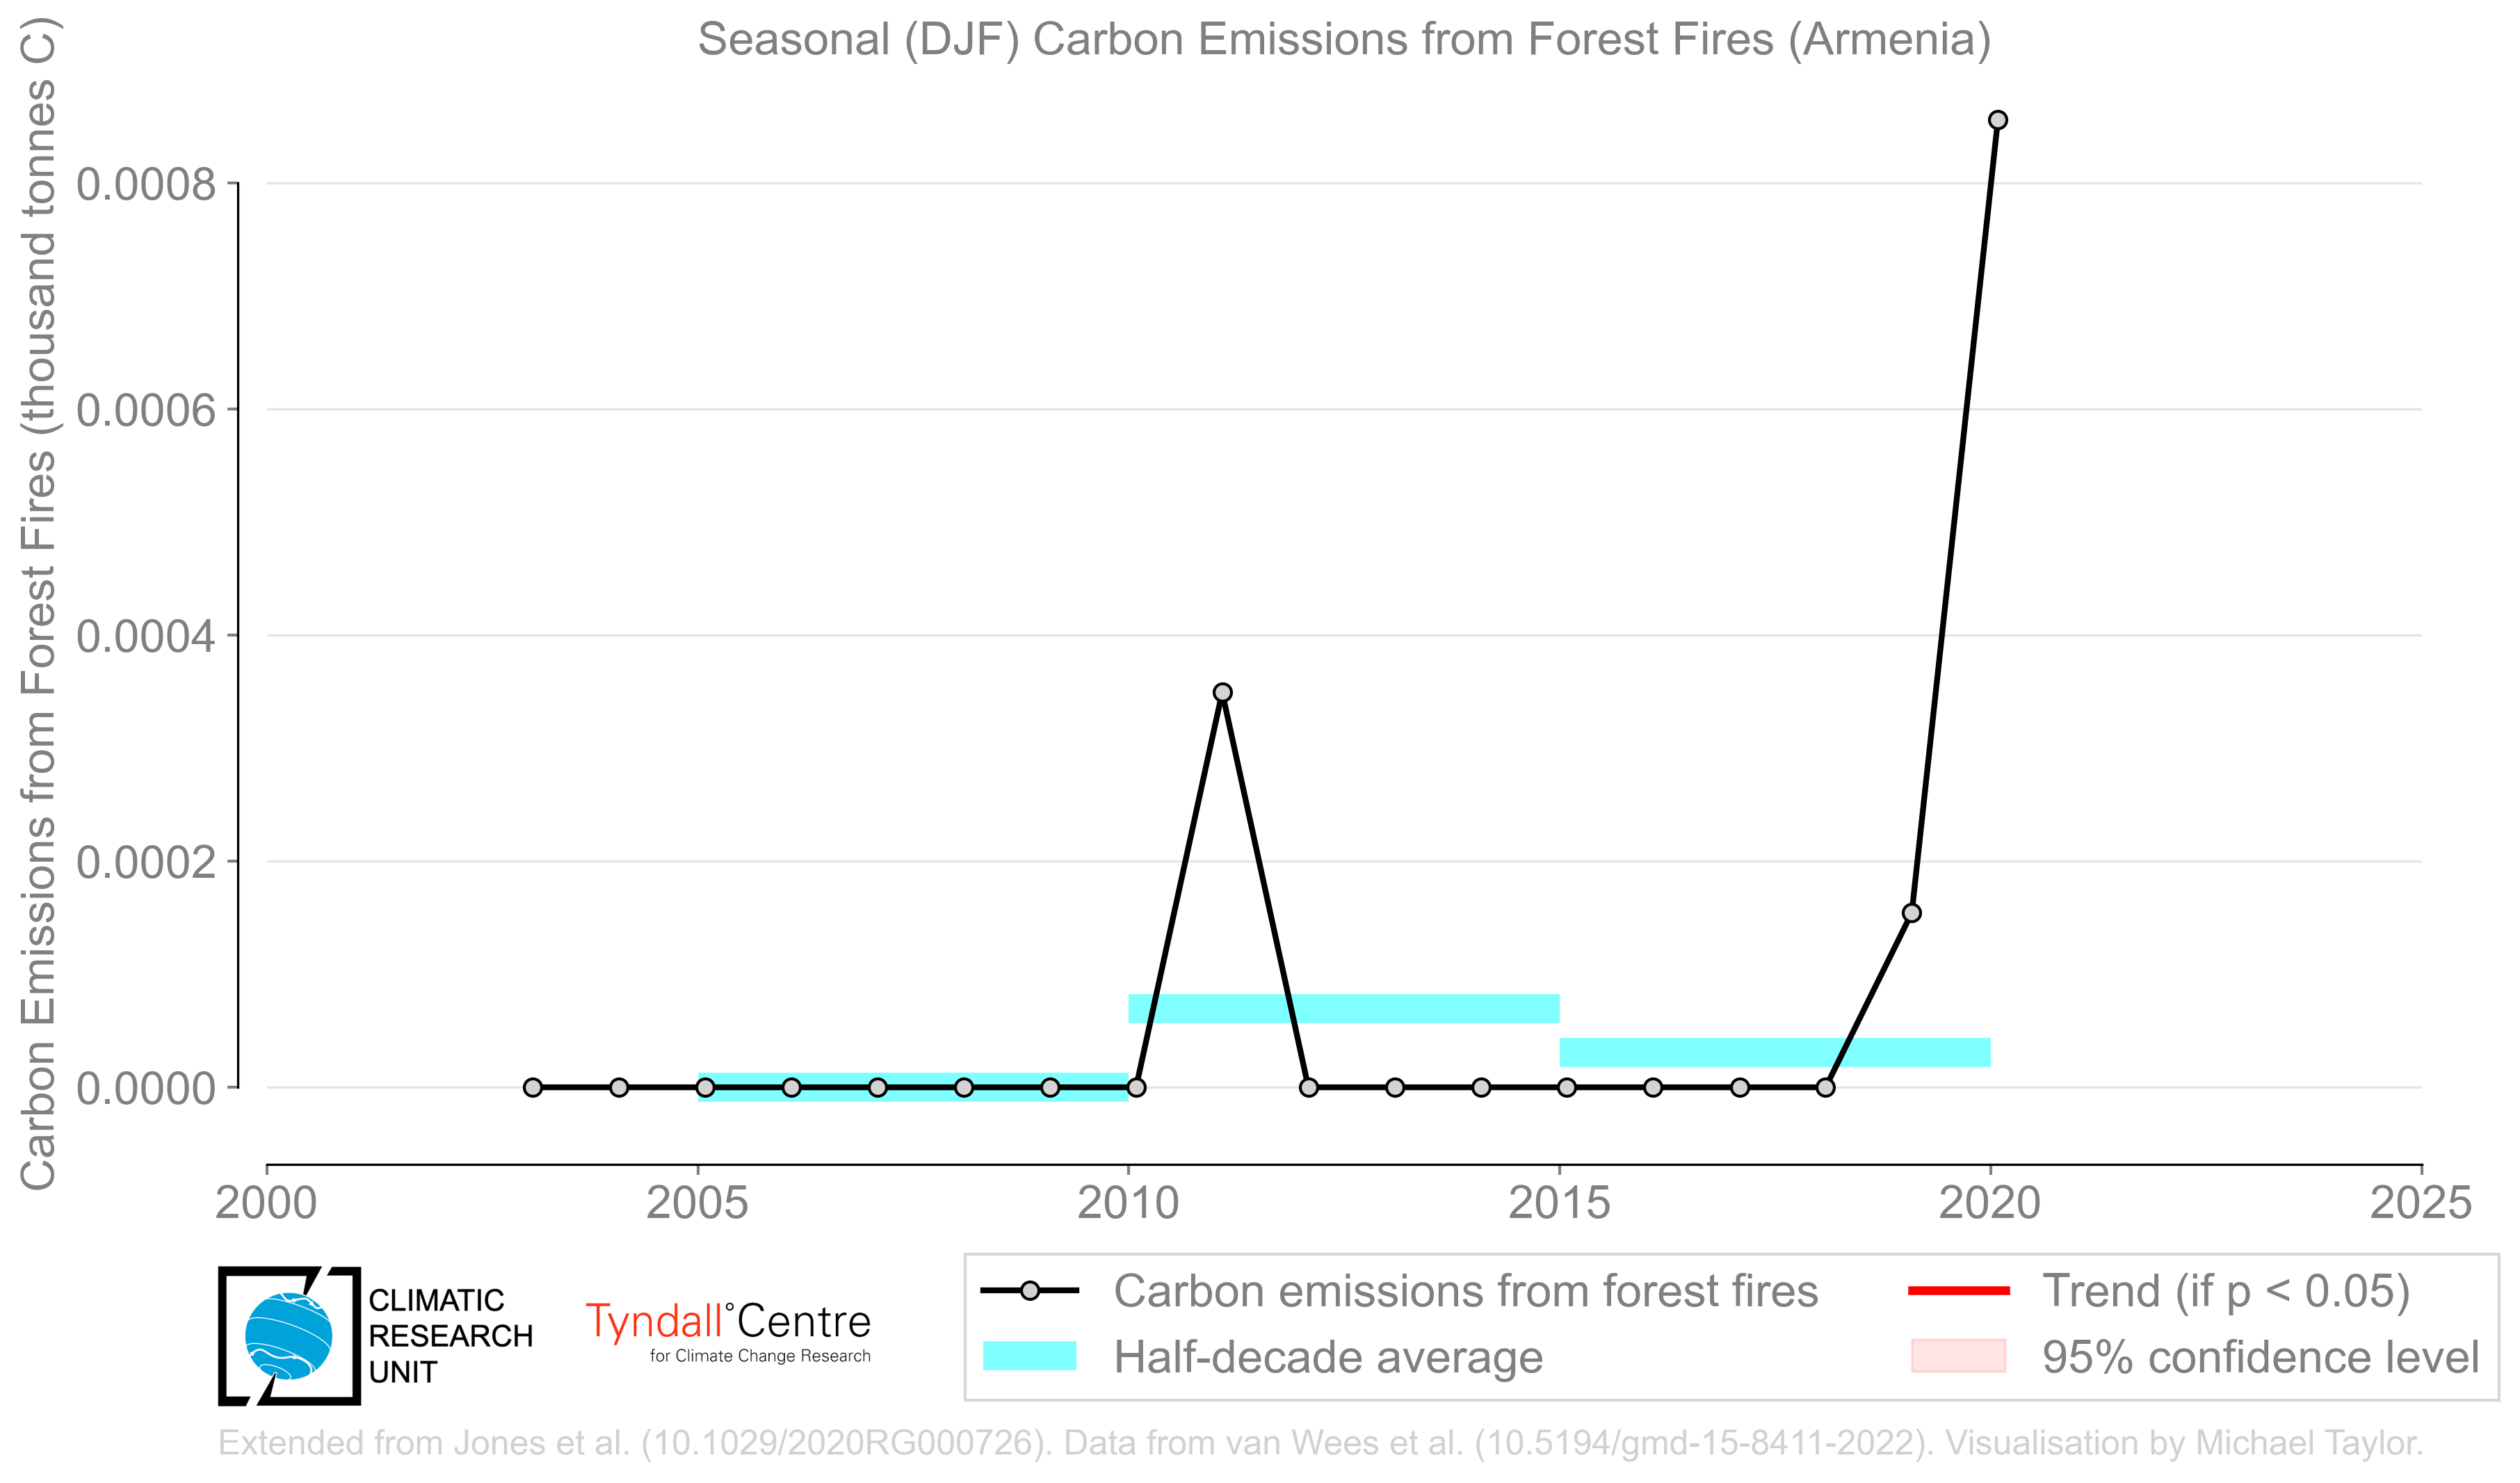 Seasonal (DJF) Carbon Emissions from Forest Fires (Armenia)
Carbon Emissions from Forest Fires (thousand tonnes C)
0.0008
0.0006
0.0004
0.0002
0.0000
2000 2005 2010 2015 2020 2025
CLIMATIC
RESEARCH
UNIT
Tyndall°Centre
for Climate Change Research
Carbon emissions from forest fires
Half-decade average
Trend (if p < 0.05)
95% confidence level
Extended from Jones et al. (10.1029/2020RG000726). Data from van Wees et al. (10.5194/gmd-15-8411-2022). Visualisation by Michael Taylor.